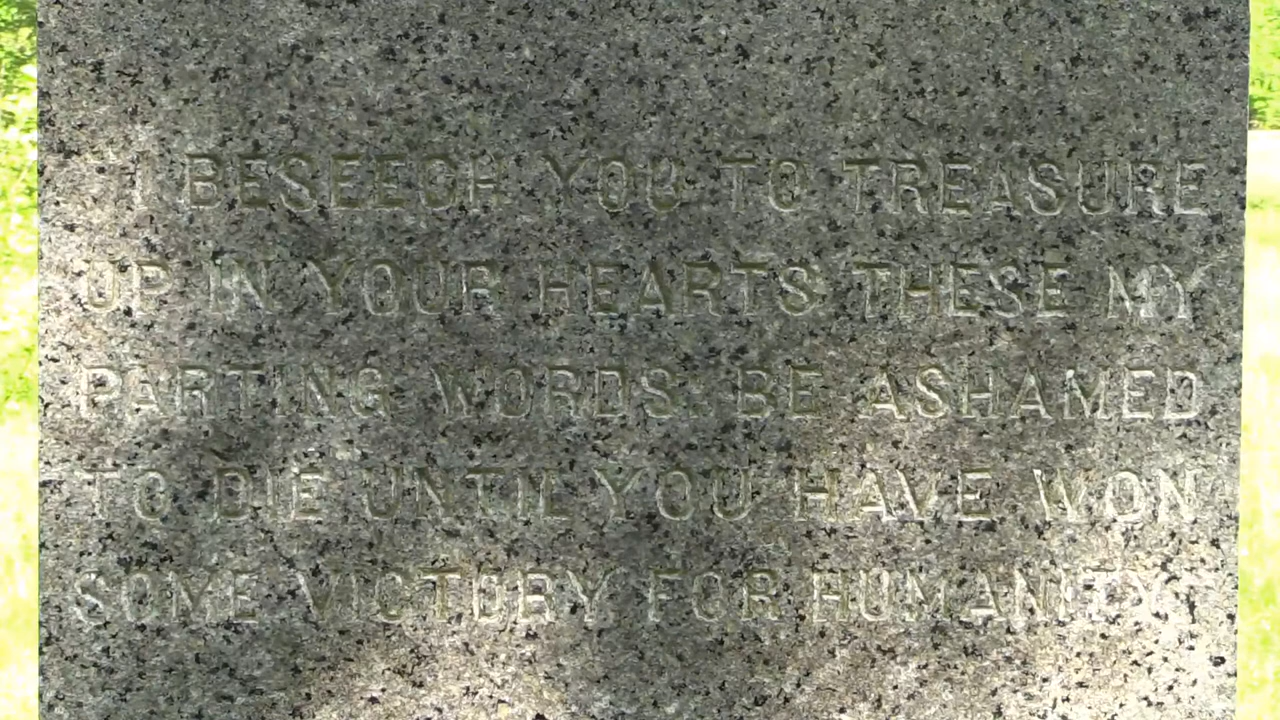 I BESEECH YOU TO TREASURE
UP IN YOUR HEARTS THESE MY
PARTING WORDS: BE ASHAMED
TO DIE UNTIL YOU HAVE WON
SOME VICTORY FOR HUMANITY.